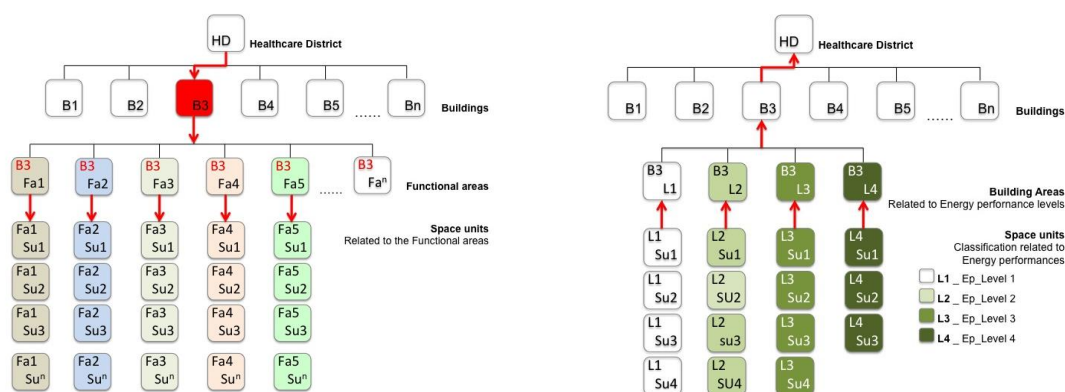 HD
Healthcare District
B1 B2 B3 B4 B5 ...... Bn
Buildings
B3 B3 B3 B3 B3 B3
Fa1 Fa2 Fa3 Fa4 Fa5 ...... Faⁿ
Functional areas
Fa1 Fa2 Fa3 Fa4 Fa5
Su1 Su1 Su1 Su1 Su1
Space units
Related to the Functional areas
Fa1 Fa2 Fa3 Fa4 Fa5
Su2 Su2 Su2 Su2 Su2
Fa1 Fa2 Fa3 Fa4 Fa5
Su3 Su3 Su3 Su3 Su3
Fa1 Fa2 Fa3 Fa4 Fa5
Suⁿ Suⁿ Suⁿ Suⁿ Suⁿ
HD
Healthcare District
B1 B2 B3 B4 B5 ...... Bn
Buildings
B3 B3 B3 B3
L1 L2 L3 L4
Building Areas
Related to Energy perfornance levels
L1 L2 L3 L4
Su1 Su1 Su1 Su1
Space units
Classification related to
Energy performances
L1 L2 L3 L4
Su2 SU2 Su2 Su2
L1 L2 L3 L4
Su3 su3 Su3 Su3
L1 L2 L3
Su4 SU4 Su4
L1 _ Ep_Level 1
L2 _ Ep_Level 2
L3 _ Ep_Level 3
L4 _ Ep_Level 4